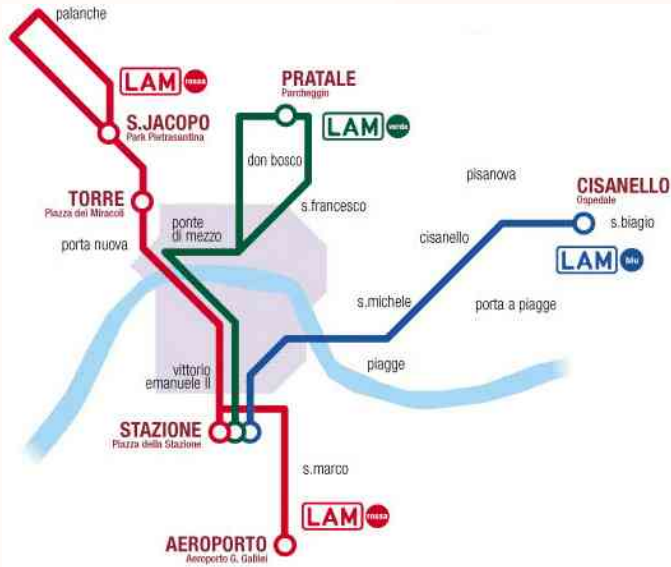 palanche
LAM rossa
S.JACOPO
Park Pietrasantina
PRATALE
Parcheggio
LAM verde
don bosco
pisanova
TORRE
Piazza dei Miracoli
CISANELLO
Ospedale
s.francesco
ponte
di mezzo
s.biagio
porta nuova
cisanello
LAM blu
s.michele
porta a piagge
vittorio
emanuele II
piagge
STAZIONE
Piazza della Stazione
s.marco
LAM rossa
AEROPORTO
Aeroporto G. Galilei